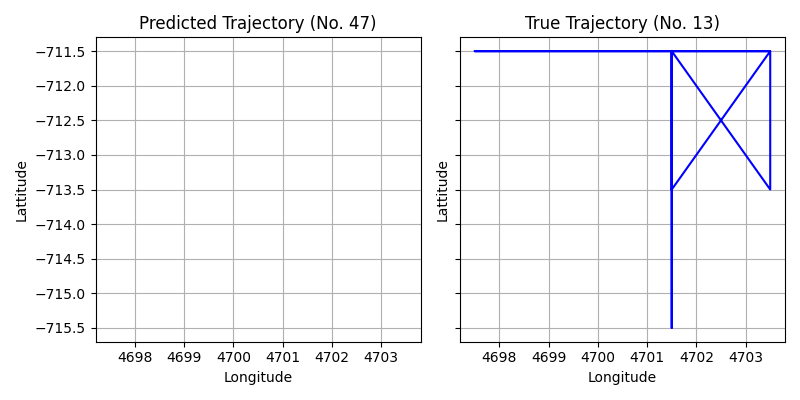 Predicted Trajectory (No. 47)
True Trajectory (No. 13)
−711.5
−712.0
−712.5
−713.0
−713.5
−714.0
−714.5
−715.0
−715.5
Lattitude
Lattitude
4698 4699 4700 4701 4702 4703
4698 4699 4700 4701 4702 4703
Longitude
Longitude